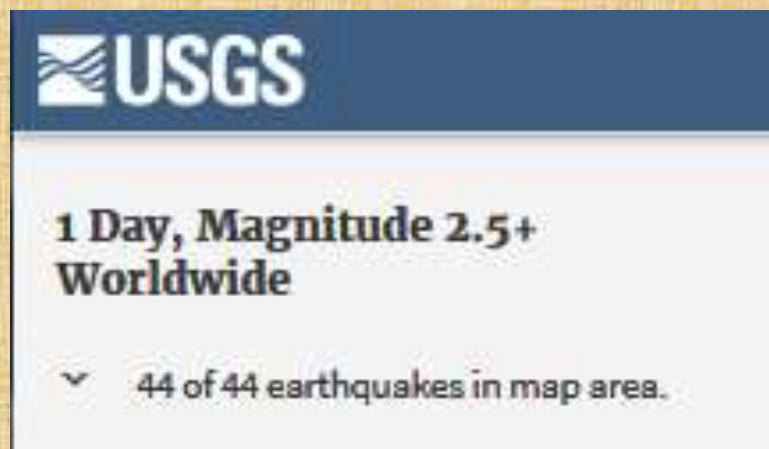 USGS
1 Day, Magnitude 2.5+
Worldwide
44 of 44 earthquakes in map area.